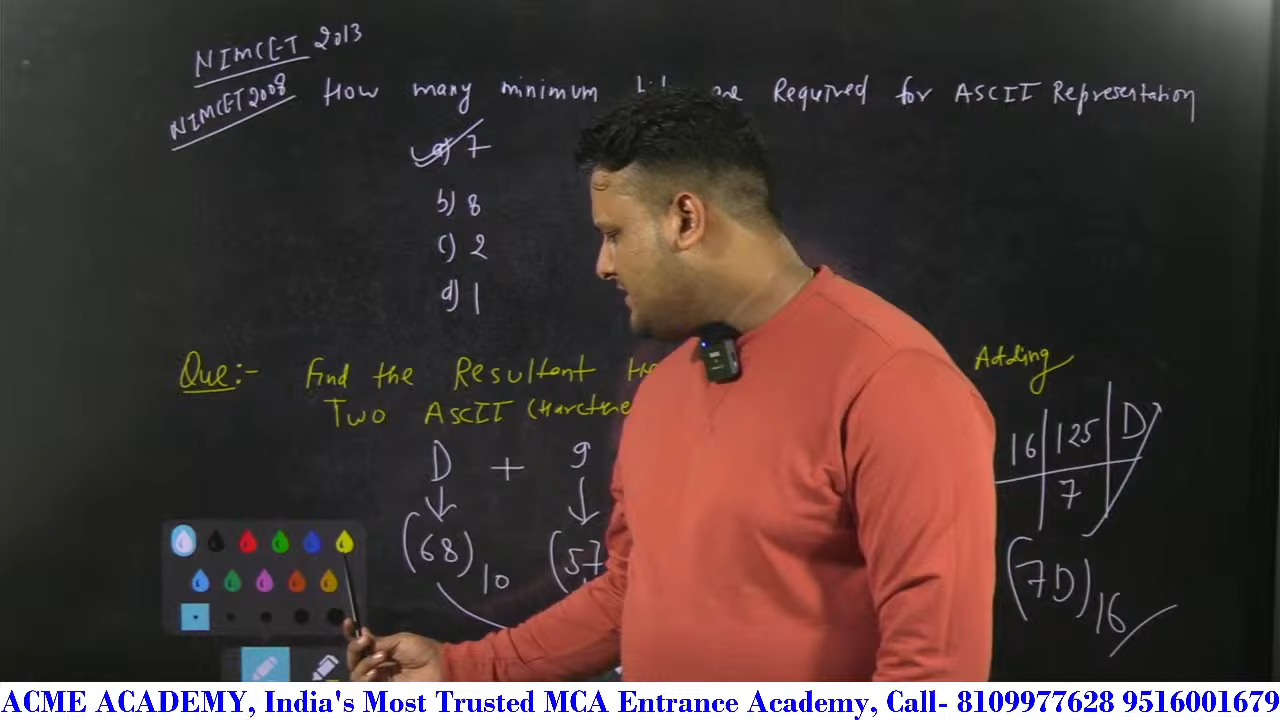 NIMCET 2013
NIMCET 2008 How many minimum Required for ASCII Representation
a) 7
b) 8
c) 2
d) 1
Que:- Find the Resultant Adding
Two ASCII
D + 9
16 | 125 | D
7
(68)10 (57
(7D)16
ACME ACADEMY, India's Most Trusted MCA Entrance Academy, Call- 8109977628 9516001679